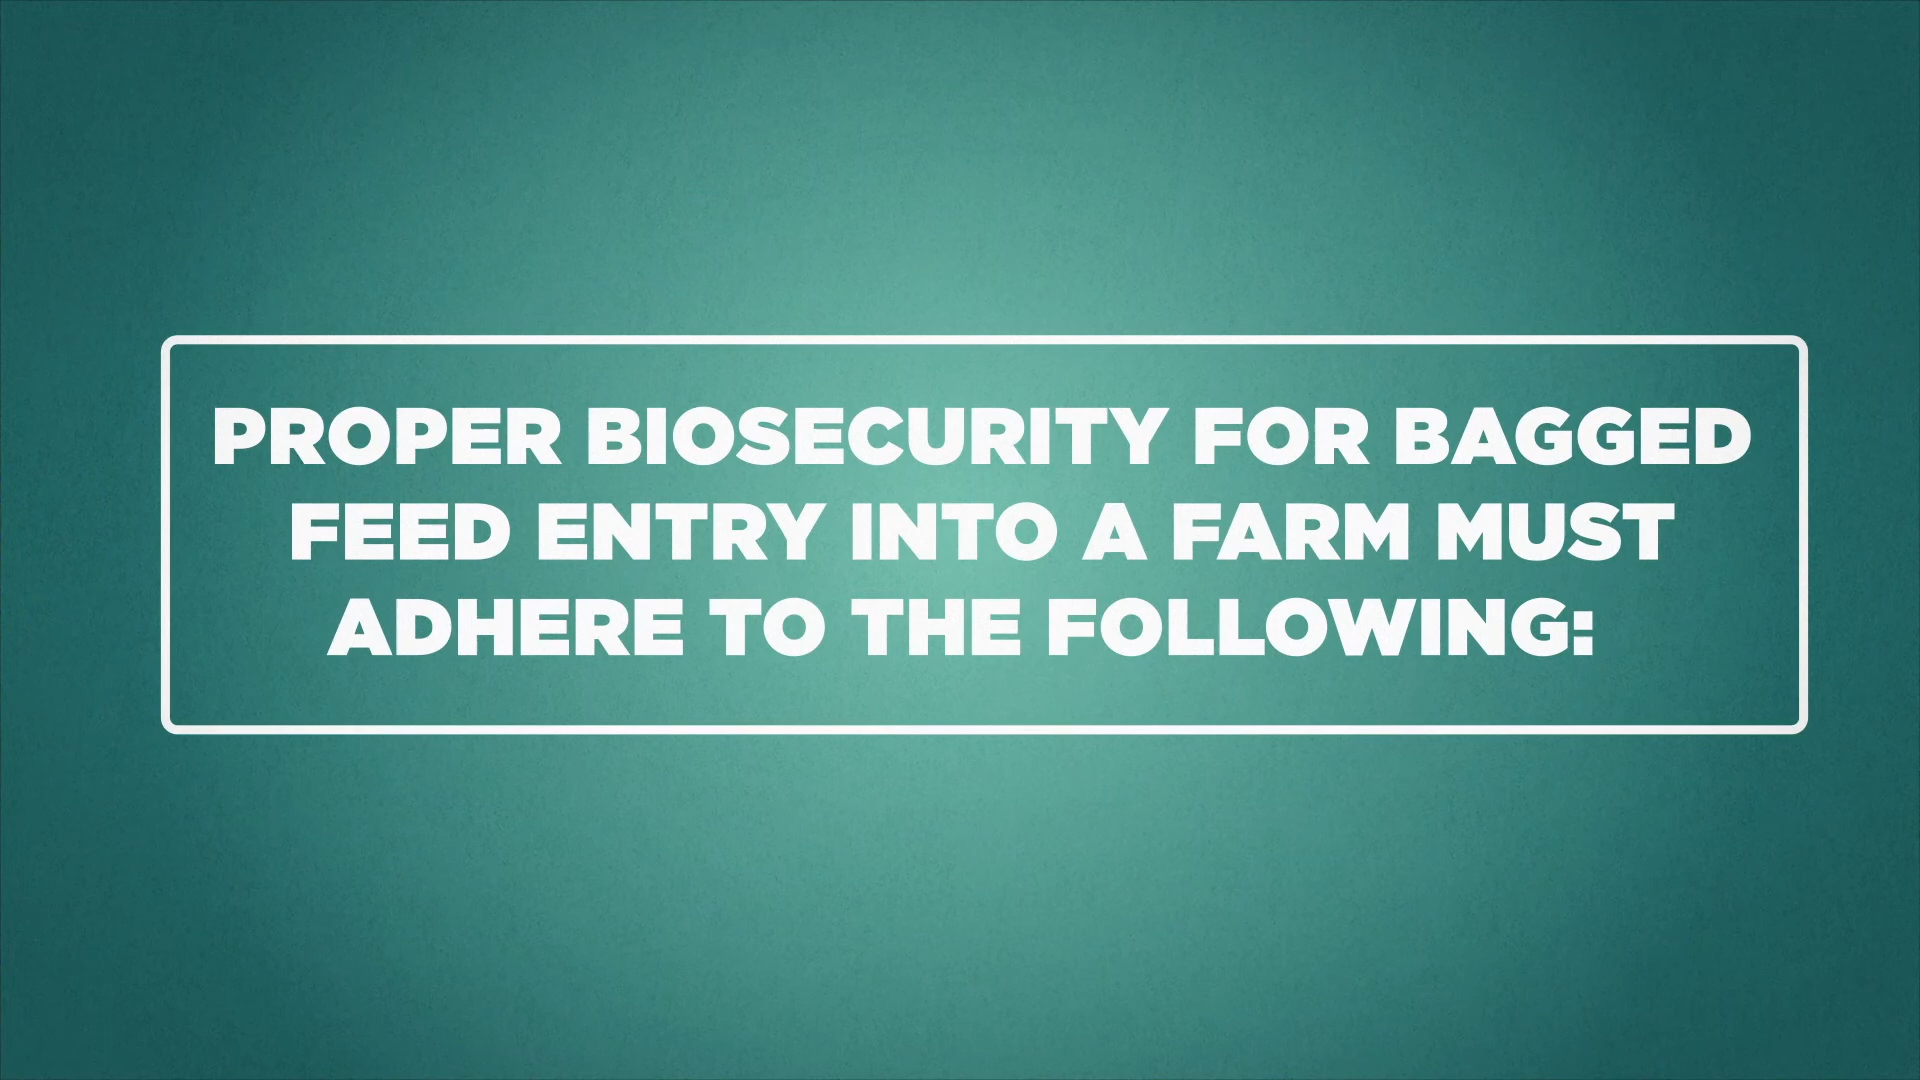 PROPER BIOSECURITY FOR BAGGED
FEED ENTRY INTO A FARM MUST
ADHERE TO THE FOLLOWING: